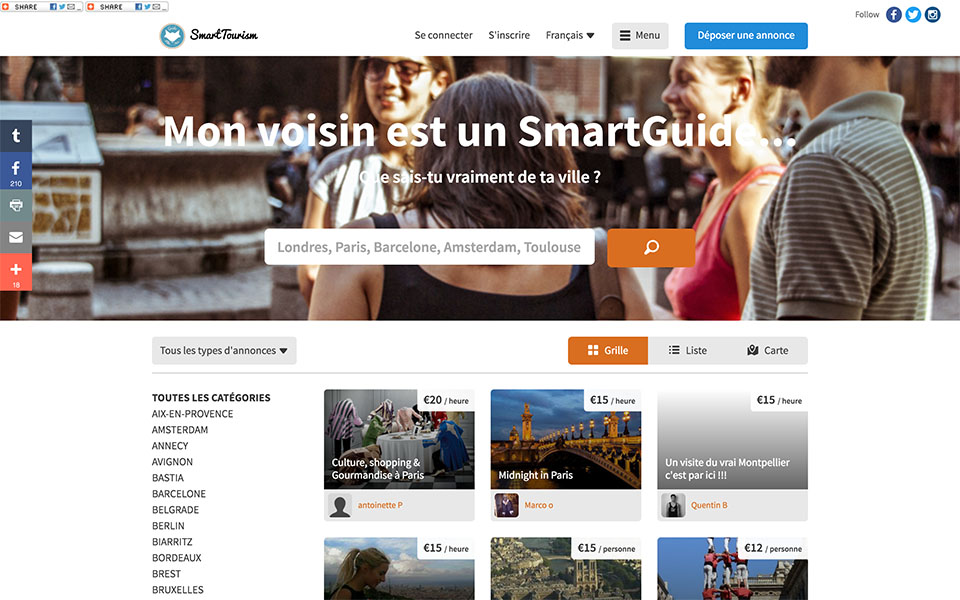 SHARE
SHARE
Follow
SmartTourism
Se connecter
S'inscrire
Français
Menu
Déposer une annonce
Mon voisin est un SmartGuide...
Que sais-tu vraiment de ta ville ?
Londres, Paris, Barcelone, Amsterdam, Toulouse
210
18
Tous les types d'annonces
Grille
Liste
Carte
TOUTES LES CATÉGORIES
AIX-EN-PROVENCE
AMSTERDAM
ANNECY
AVIGNON
BASTIA
BARCELONE
BELGRADE
BERLIN
BIARRITZ
BORDEAUX
BREST
BRUXELLES
€20 / heure
Culture, shopping &
Gourmandise à Paris
antoinette P
€15 / heure
Midnight in Paris
Marco o
€15 / heure
Un visite du vrai Montpellier
c'est par ici !!!
Quentin B
€15 / heure
€15 / personne
€12 / personne